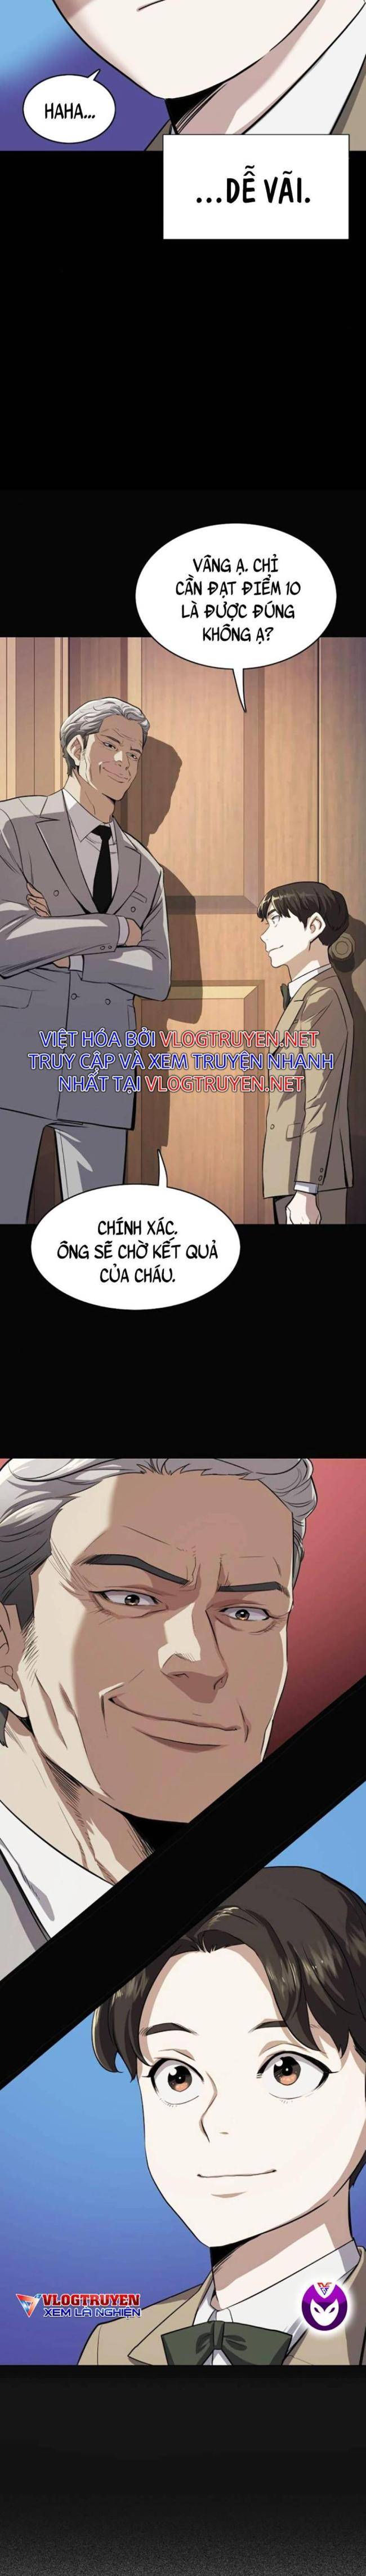 HAHA...
...DỄ VÃI.
VÂNG Ạ. CHỈ
CẦN ĐẠT ĐIỂM 10
LÀ ĐƯỢC ĐÚNG
KHÔNG Ạ?
VIỆT HÓA BỞI VLOGTRUYEN.NET
TRUY CẬP VÀ XEM TRUYỆN NHANH
NHẤT TẠI VLOGTRUYEN.NET
CHÍNH XÁC.
ÔNG SẼ CHỜ KẾT QUẢ
CỦA CHÁU.
VLOGTRUYEN
XEM LÀ NGHIỆN